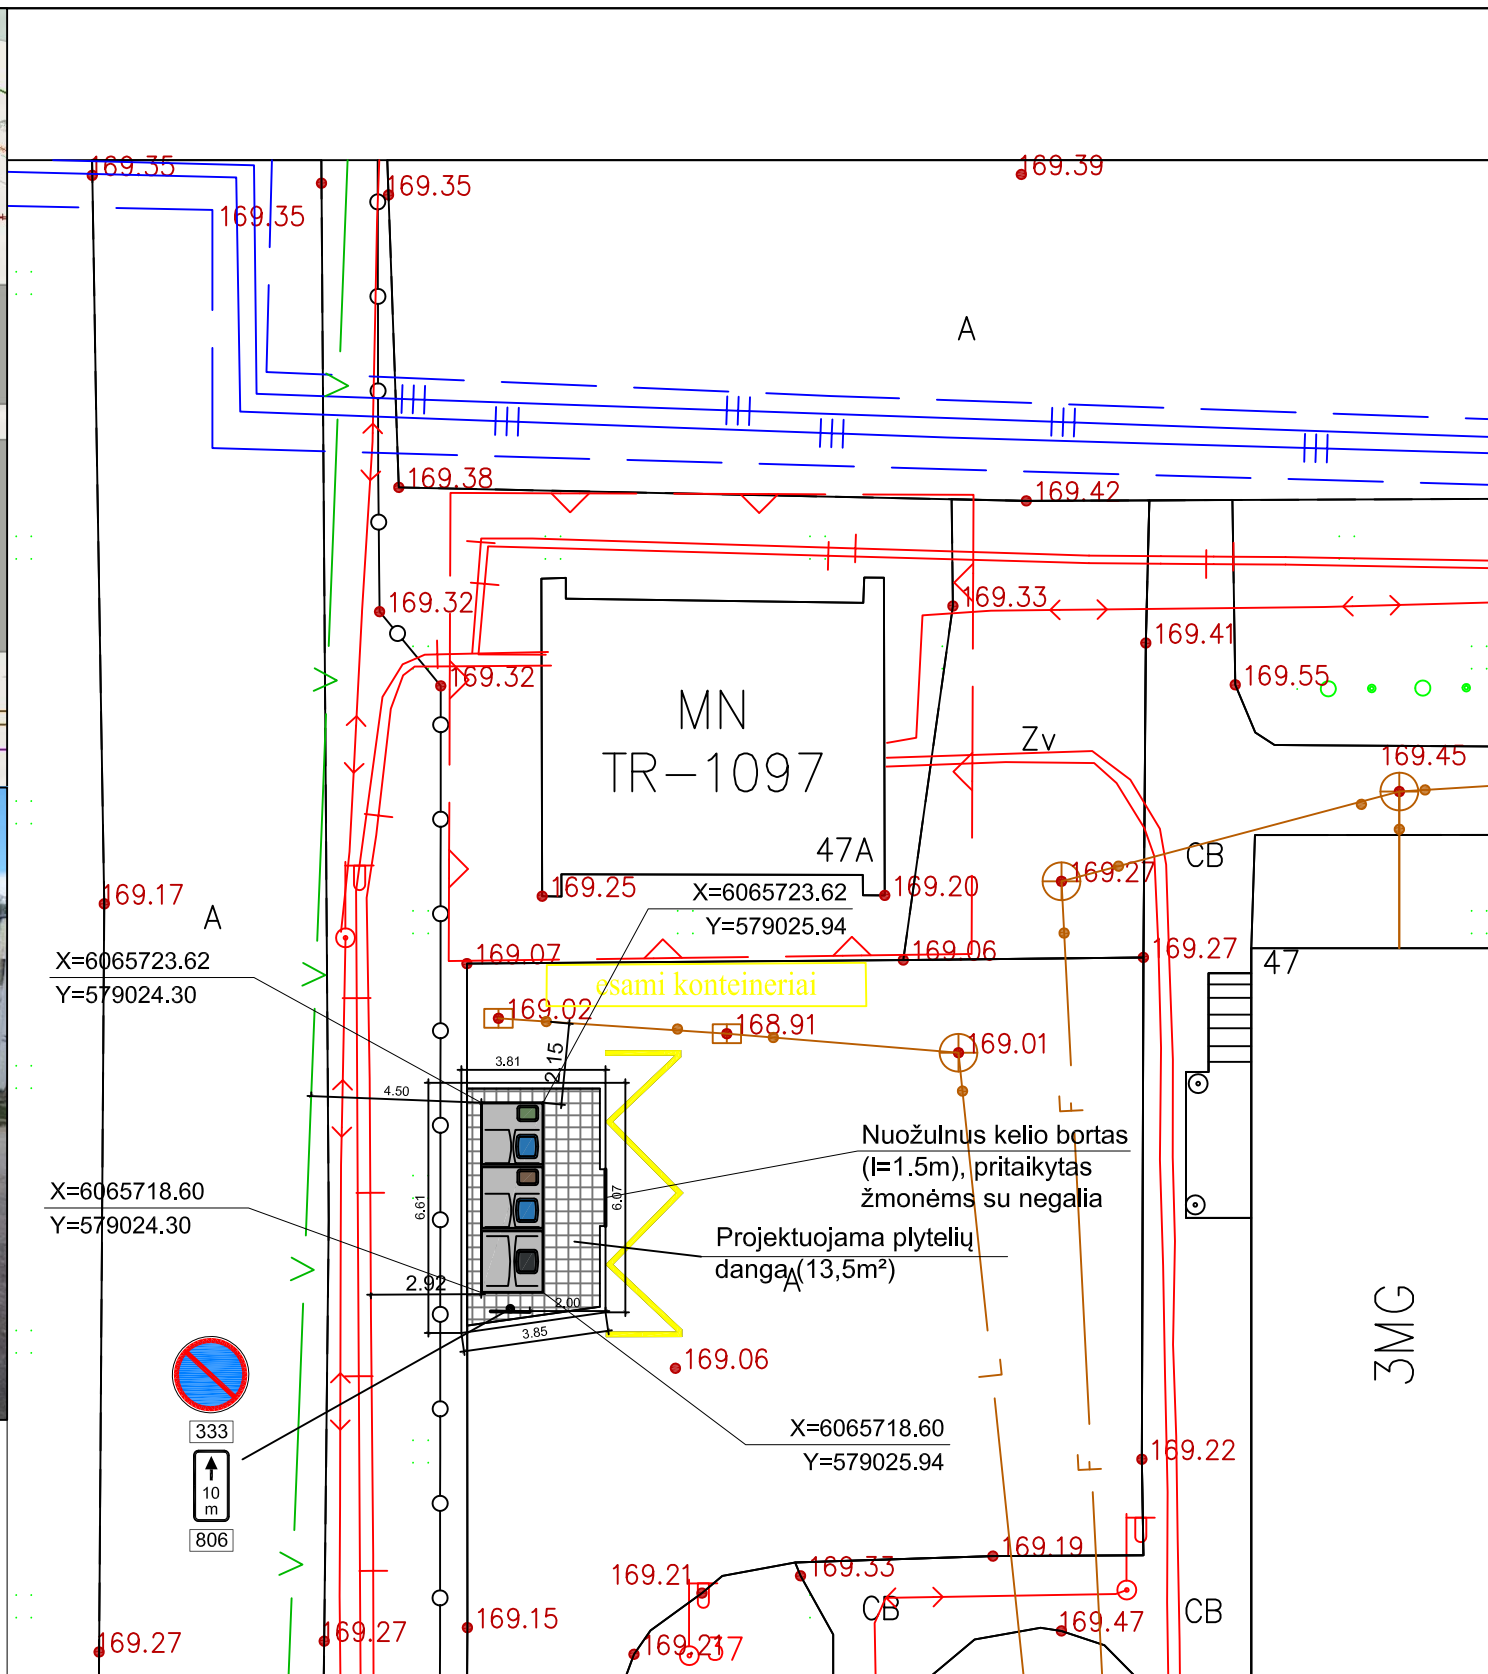 169.35
169.35
169.39
169.35
A
169.38
169.42
169.32
169.33
169.41
169.32
169.55
MN
TR-1097
Zv
169.45
47A
CB
169.27
169.25
169.20
X=6065723.62
Y=579025.94
169.17
A
169.07
169.06
169.27
47
X=6065723.62
Y=579024.30
esami konteineriai
169.02
168.91
169.01
2.15
3.81
4.50
Nuožulnus kelio bortas
(l=1.5m), pritaikytas
žmonėms su negalia
X=6065718.60
Y=579024.30
6.61
6.07
Projektuojama plytelių
danga (13,5m²)
A
2.92
2.00
3.85
F
F
L
F
3MG
169.06
333
10
m
806
X=6065718.60
Y=579025.94
169.22
169.19
169.33
169.21
CB
CB
169.15
169.47
169.27
169.27
169.21